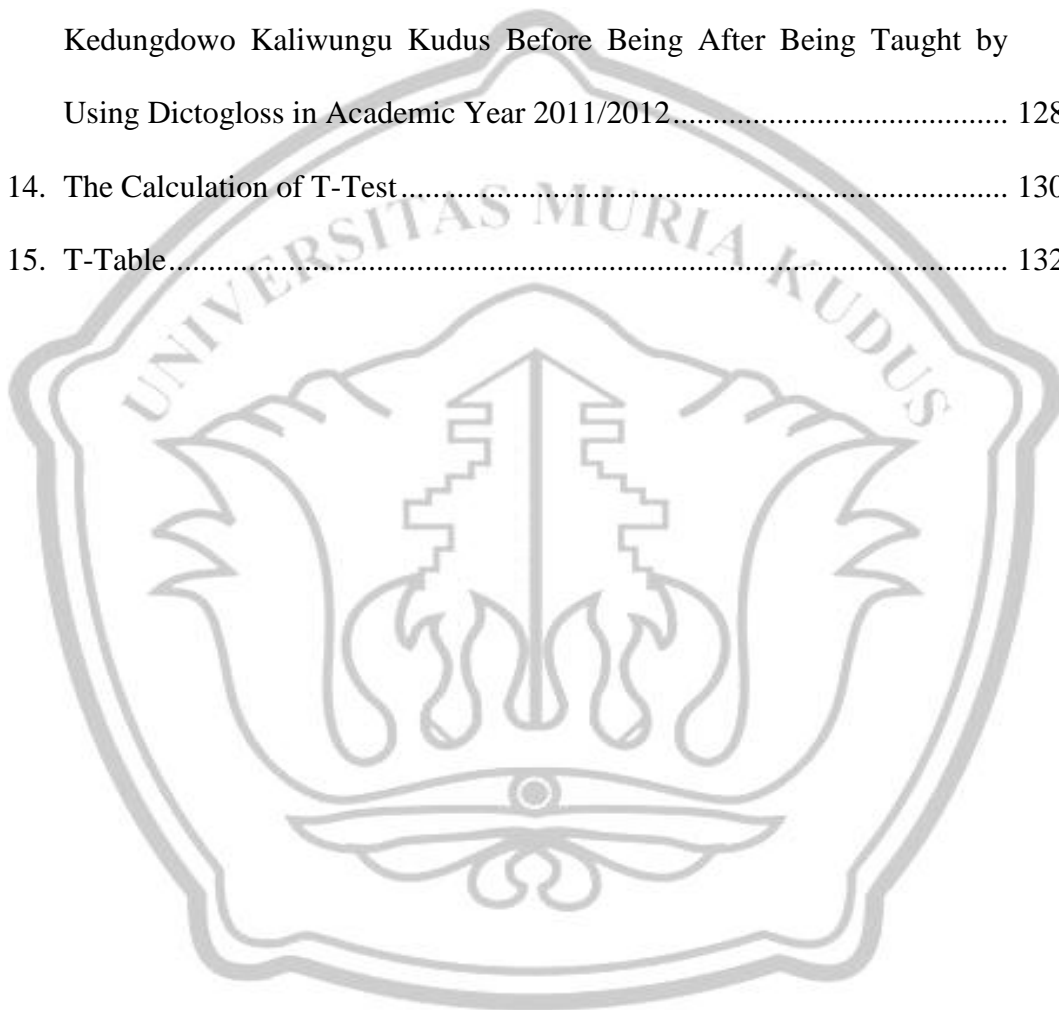 Kedungdowo Kaliwungu Kudus Before Being After Being Taught by
Using Dictogloss in Academic Year 2011/2012.................................... 128
14. The Calculation of T-Test................................................................. 130
15. T-Table............................................................................................ 132
UNIVERSITAS MURIA KUDUS